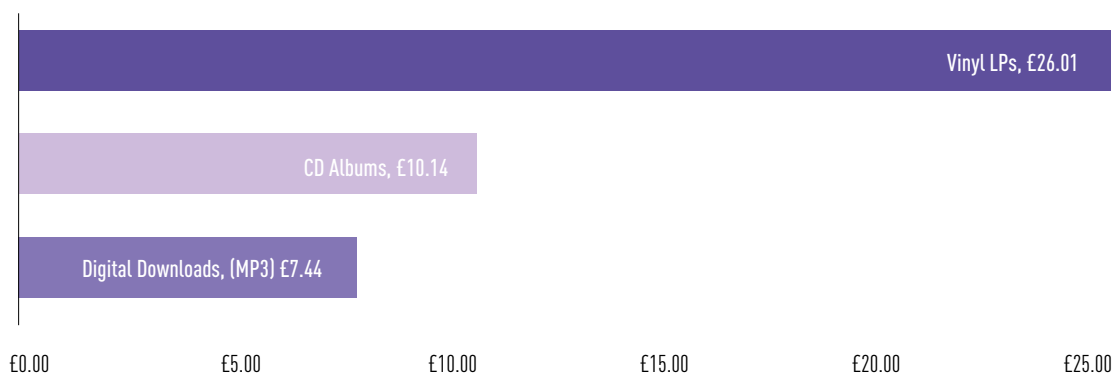 Vinyl LPs, £26.01
CD Albums, £10.14
Digital Downloads, (MP3) £7.44
£0.00 £5.00 £10.00 £15.00 £20.00 £25.00